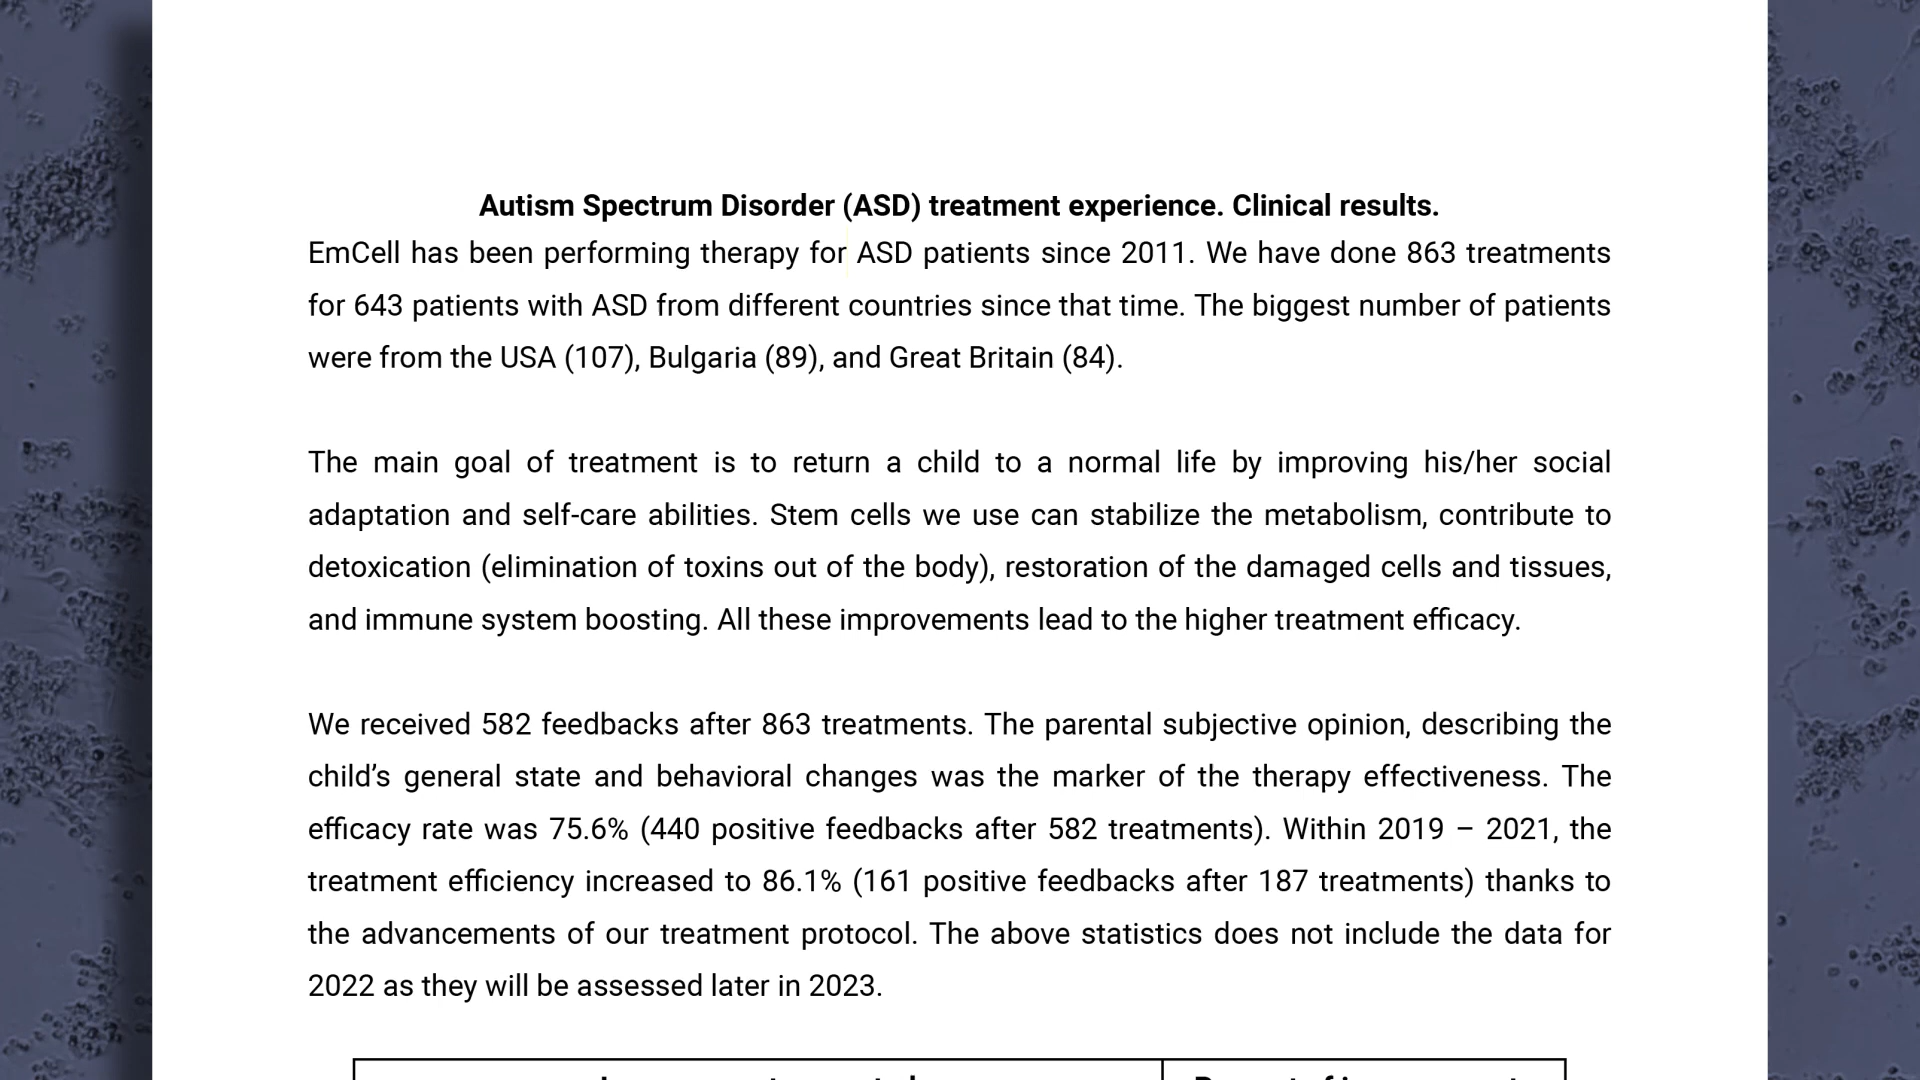 Autism Spectrum Disorder (ASD) treatment experience. Clinical results.
EmCell has been performing therapy for ASD patients since 2011. We have done 863 treatments
for 643 patients with ASD from different countries since that time. The biggest number of patients
were from the USA (107), Bulgaria (89), and Great Britain (84).
The main goal of treatment is to return a child to a normal life by improving his/her social
adaptation and self-care abilities. Stem cells we use can stabilize the metabolism, contribute to
detoxication (elimination of toxins out of the body), restoration of the damaged cells and tissues,
and immune system boosting. All these improvements lead to the higher treatment efficacy.
We received 582 feedbacks after 863 treatments. The parental subjective opinion, describing the
child’s general state and behavioral changes was the marker of the therapy effectiveness. The
efficacy rate was 75.6% (440 positive feedbacks after 582 treatments). Within 2019 – 2021, the
treatment efficiency increased to 86.1% (161 positive feedbacks after 187 treatments) thanks to
the advancements of our treatment protocol. The above statistics does not include the data for
2022 as they will be assessed later in 2023.